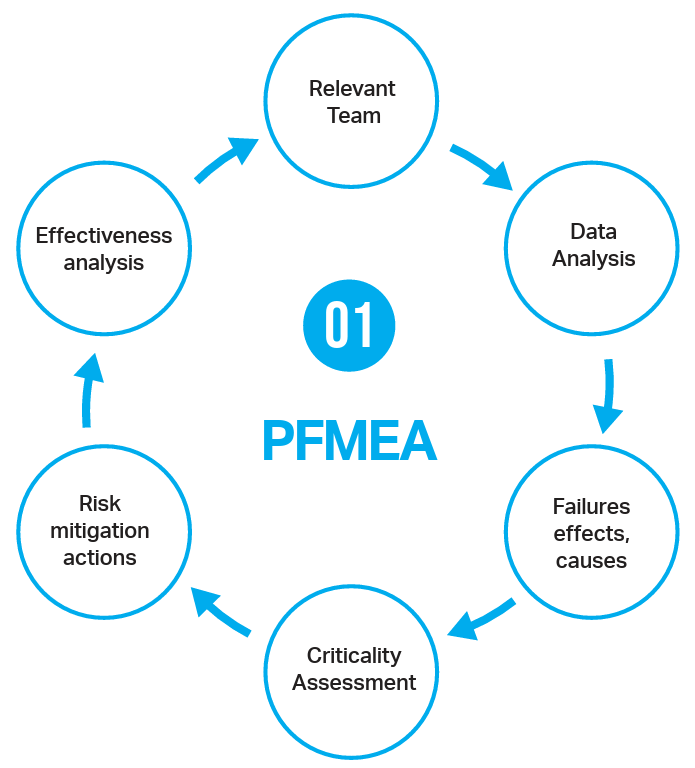 Relevant
Team
Data
Analysis
Failures
effects,
causes
Criticality
Assessment
Risk
mitigation
actions
Effectiveness
analysis
01
PFMEA